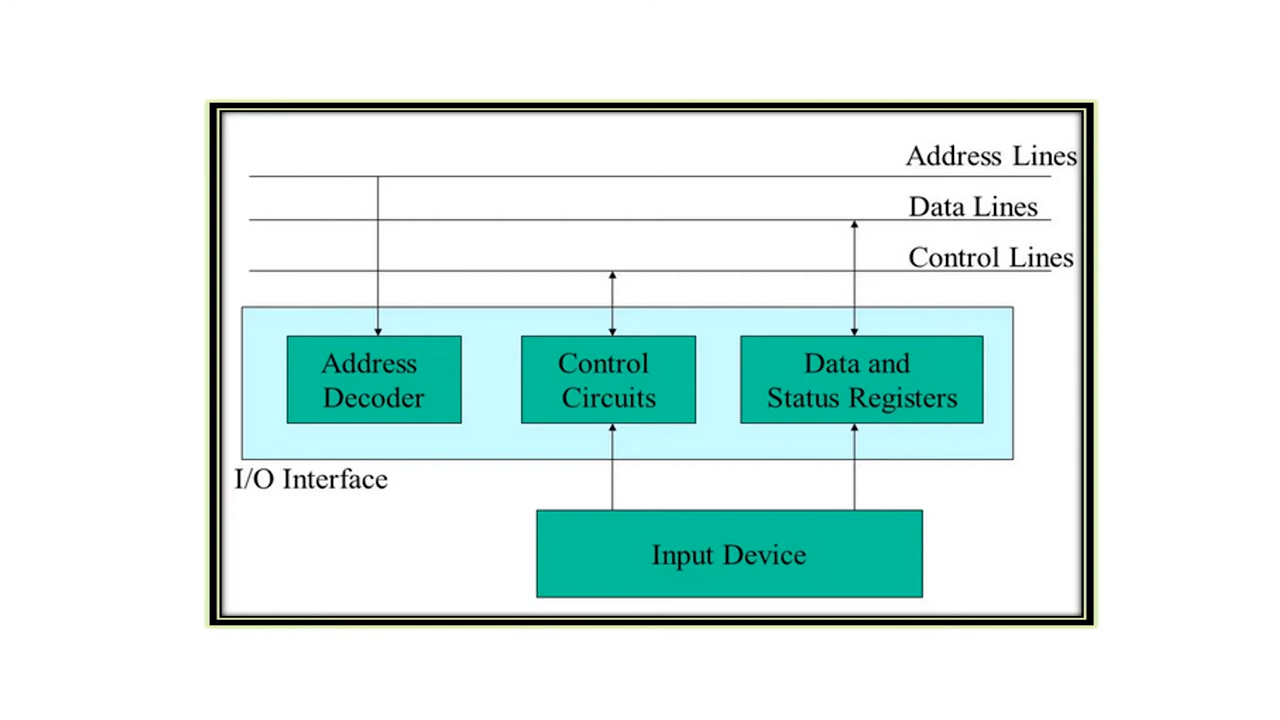 Address Lines
Data Lines
Control Lines
Address
Decoder
Control
Circuits
Data and
Status Registers
I/O Interface
Input Device